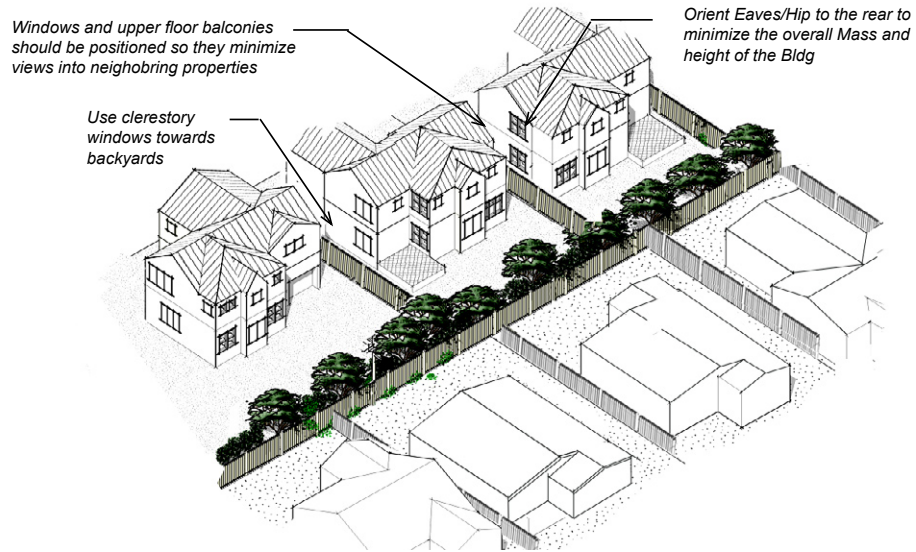 Windows and upper floor balconies
should be positioned so they minimize
views into neighobring properties
Orient Eaves/Hip to the rear to
minimize the overall Mass and
height of the Bldg
Use clerestory
windows towards
backyards